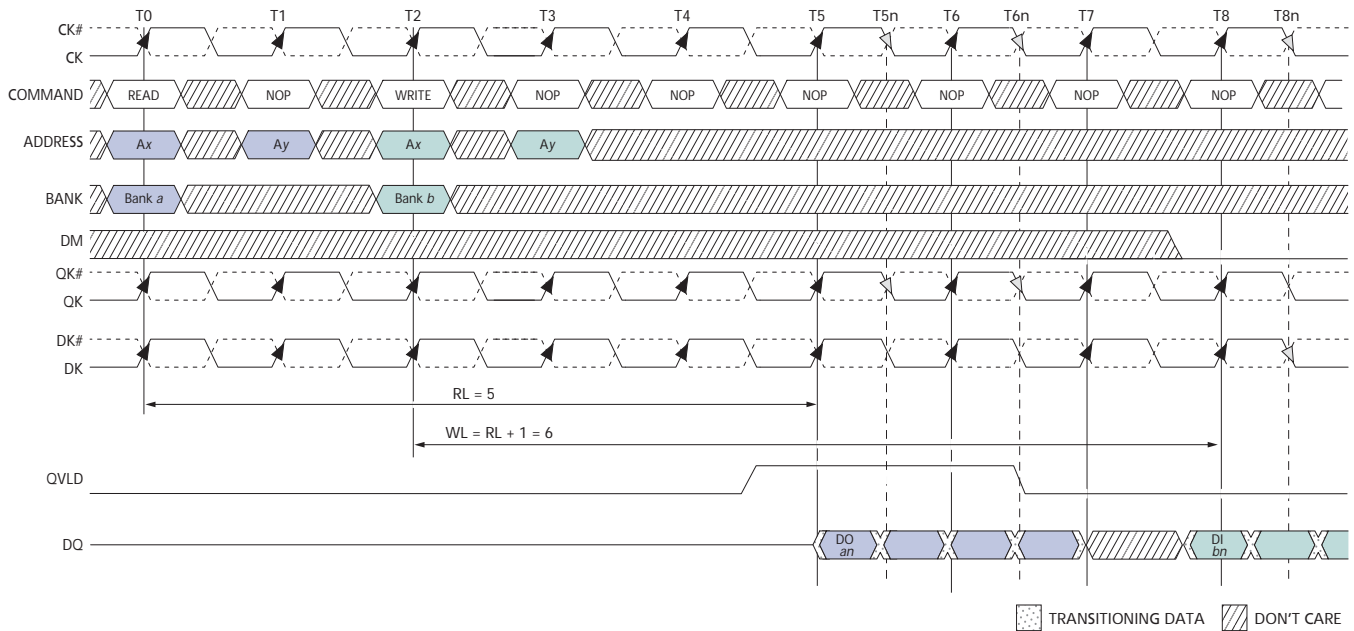 T0 T1 T2 T3 T4 T5 T5n T6 T6n T7 T8 T8n
CK#
CK
COMMAND READ NOP WRITE NOP NOP NOP NOP NOP NOP
ADDRESS Ax Ay Ax Ay
BANK Bank a Bank b
DM
QK#
QK
DK#
DK
RL = 5
WL = RL + 1 = 6
QVLD
DQ DO an DI bn
TRANSITIONING DATA DON'T CARE